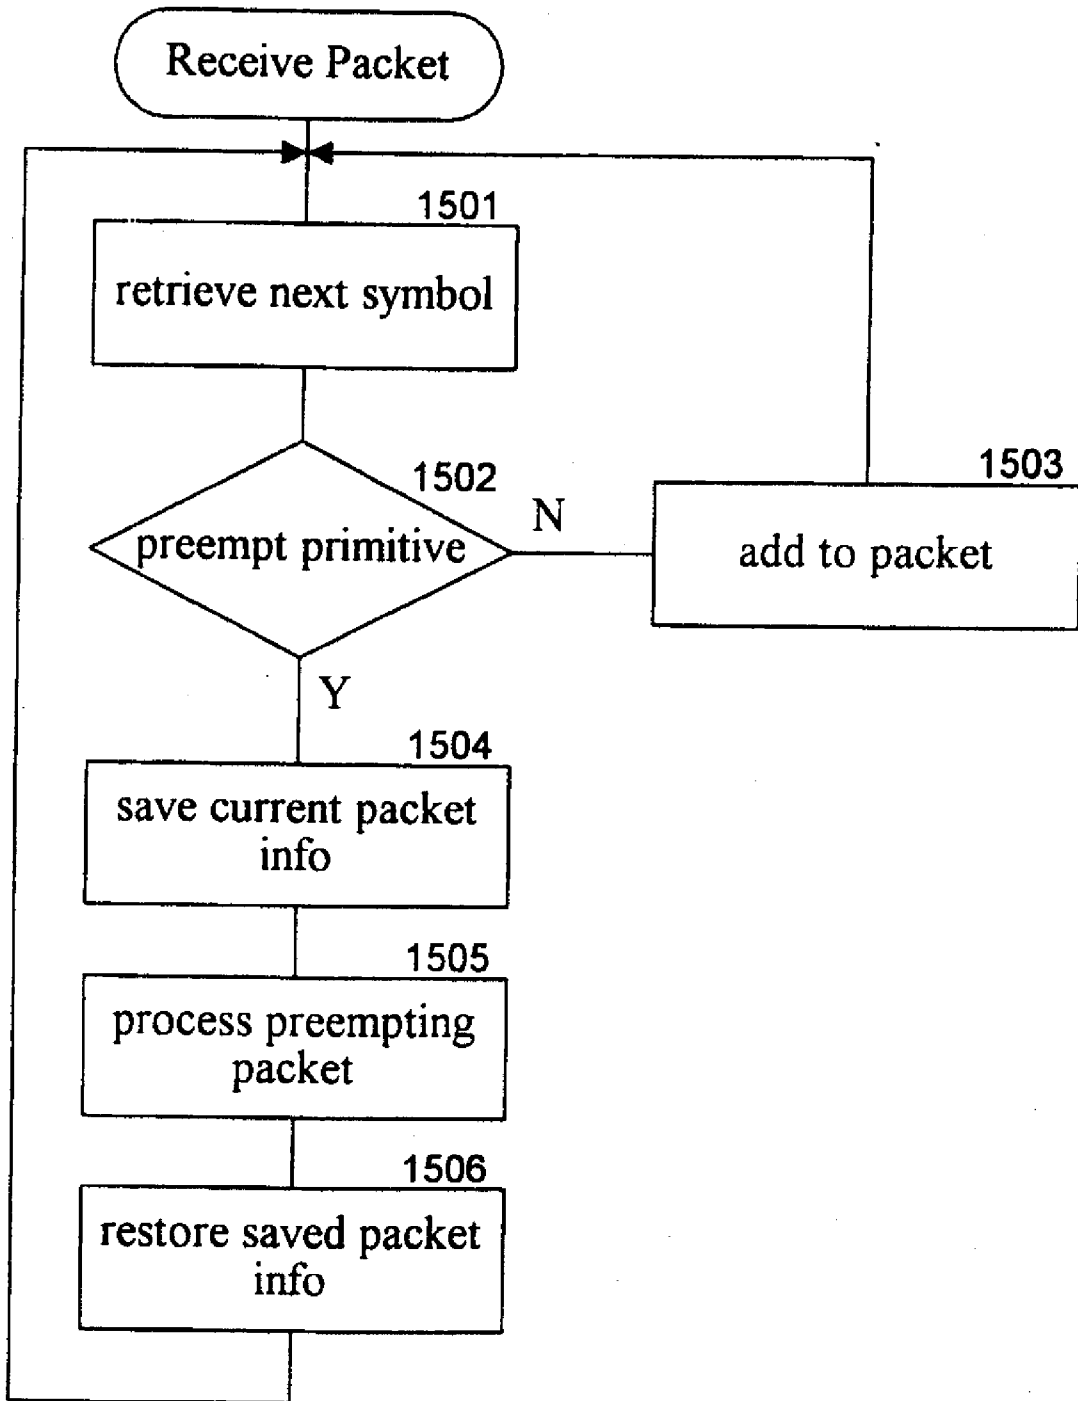 Receive Packet
1501
retrieve next symbol
1502
preempt primitive
N
1503
add to packet
Y
1504
save current packet
info
1505
process preempting
packet
1506
restore saved packet
info